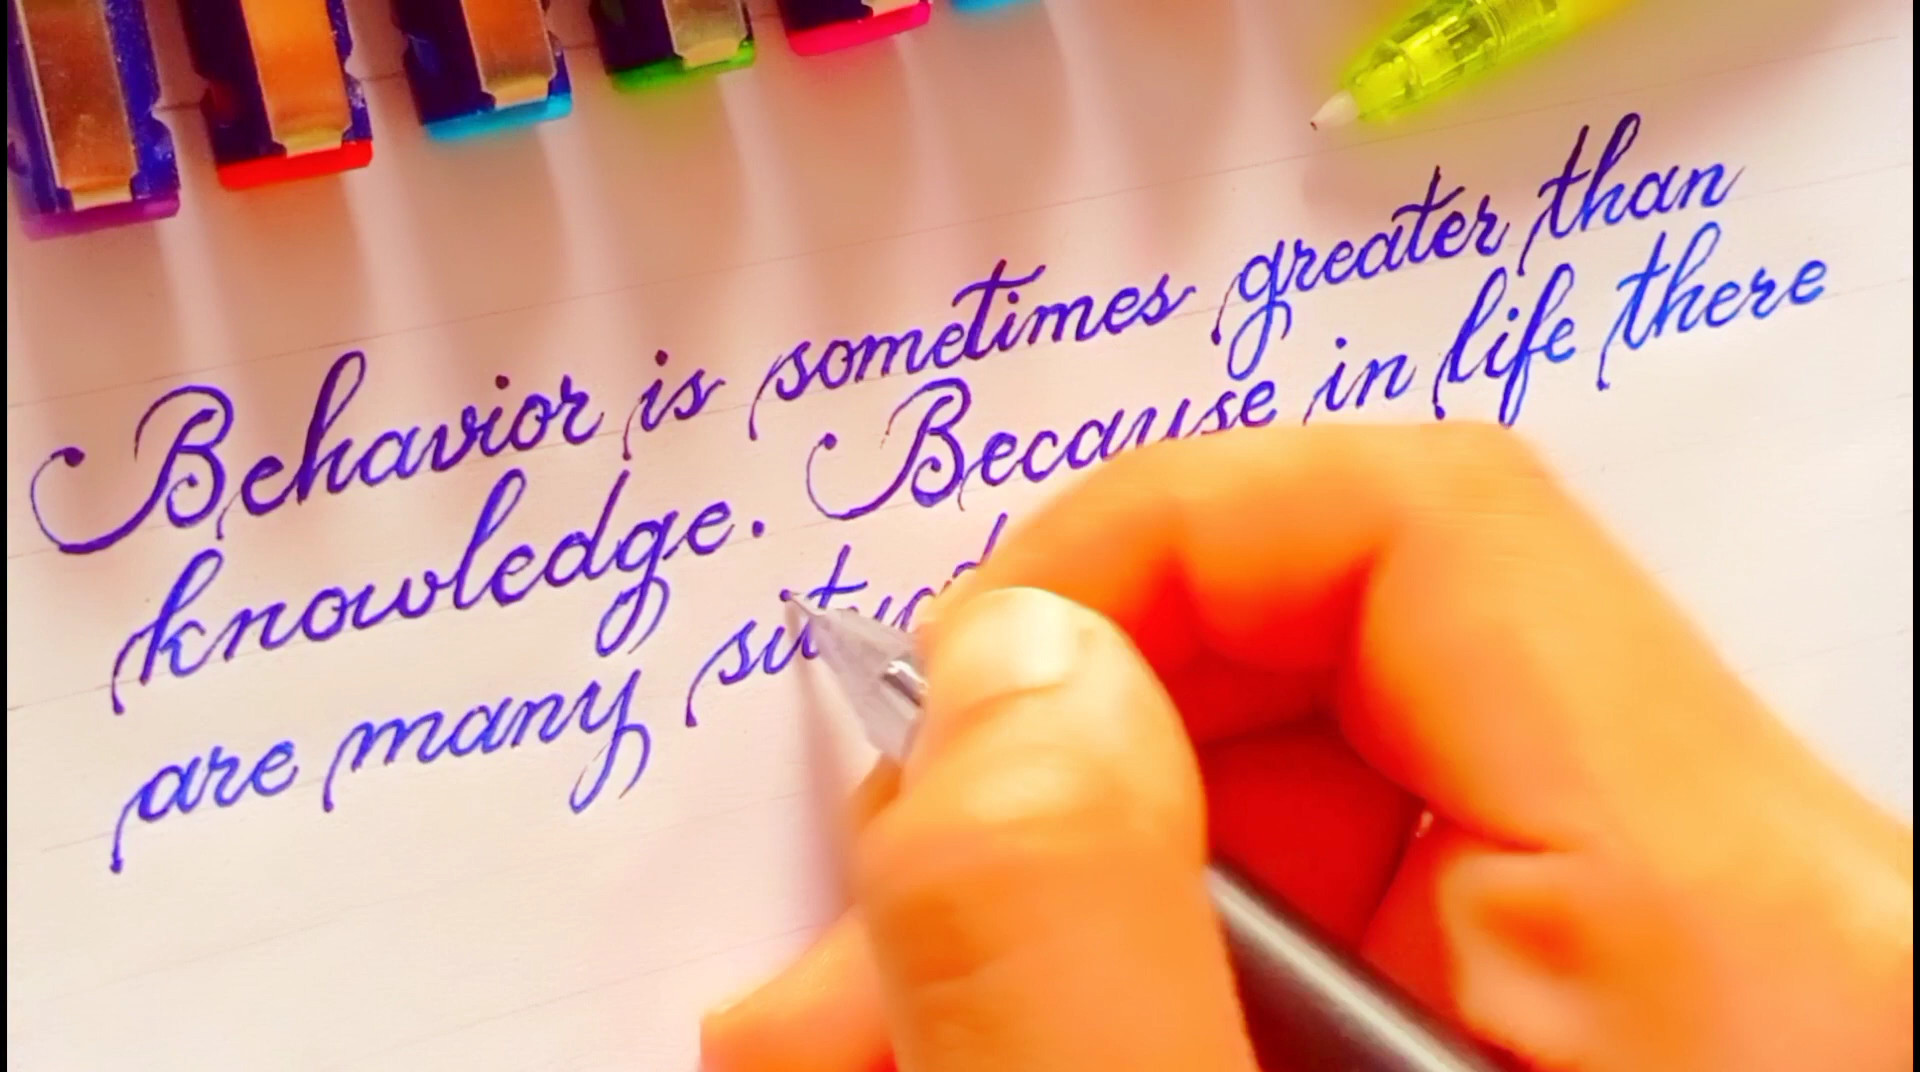 Behavior is sometimes greater than
knowledge. Because in life there
are many